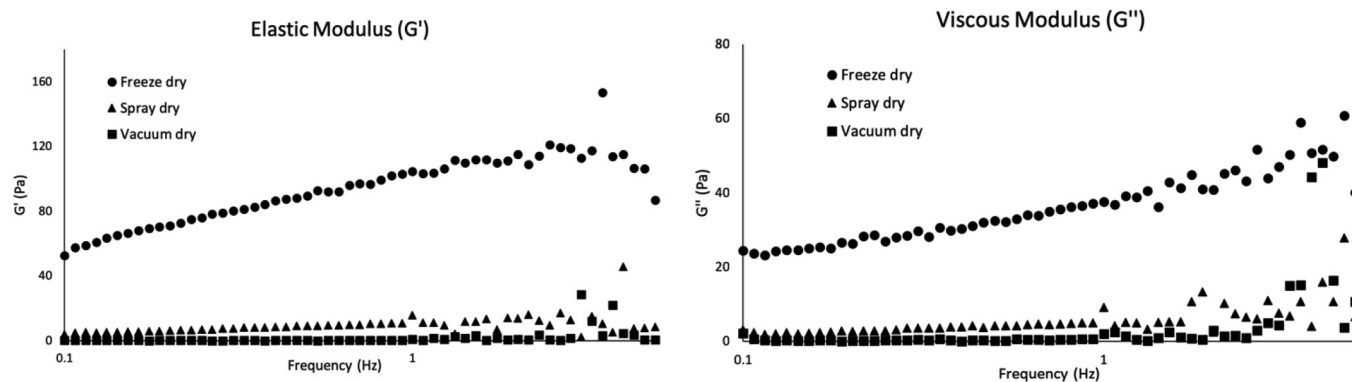 Elastic Modulus (G')
160
120
80
40
0
G' (Pa)
Freeze dry
Spray dry
Vacuum dry
0.1
1
Frequency (Hz)
Viscous Modulus (G'')
80
60
40
20
0
G'' (Pa)
Freeze dry
Spray dry
Vacuum dry
0.1
1
Frequency (Hz)